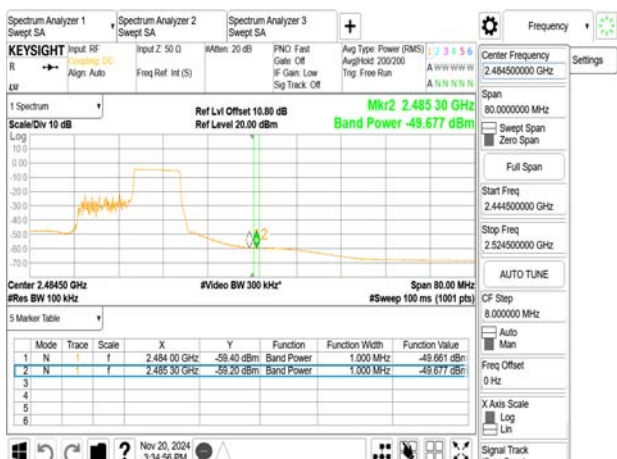 Spectrum Analyzer 1
Swept SA
Spectrum Analyzer 2
Swept SA
Spectrum Analyzer 3
Swept SA
+
Frequency
Settings
KEYSIGHT
R
Input: RF
Coupling: DC
Align: Auto
Input Z: 50 Ω
Freq Ref: Int (S)
#Atten: 20 dB
PNO: Fast
Gate: Off
IF Gain: Low
Sig Track: Off
Avg Type: Power (RMS)
Avg|Hold: 200/200
Trig: Free Run
1 2 3 4 5 6
A W W W W W
A N N N N N
1 Spectrum
Scale/Div 10 dB
Ref Lvl Offset 10.80 dB
Ref Level 20.00 dBm
Mkr2 2.485 30 GHz
Band Power -49.677 dBm
Log
10.0
0.00
-10.0
-20.0
-30.0
-40.0
-50.0
-60.0
-70.0
2
Center 2.48450 GHz
#Res BW 100 kHz
#Video BW 300 kHz*
Span 80.00 MHz
#Sweep 100 ms (1001 pts)
5 Marker Table
Mode Trace Scale X Y Function Function Width Function Value
1 N 1 f 2.484 00 GHz -59.40 dBm Band Power 1.000 MHz -49.661 dBm
2 N 1 f 2.485 30 GHz -59.20 dBm Band Power 1.000 MHz -49.677 dBm
3
4
5
6
?
Nov 20, 2024
3:34:56 PM
Center Frequency
2.484500000 GHz
Span
80.0000000 MHz
Swept Span
Zero Span
Full Span
Start Freq
2.444500000 GHz
Stop Freq
2.524500000 GHz
AUTO TUNE
CF Step
8.000000 MHz
Auto
Man
Freq Offset
0 Hz
X Axis Scale
Log
Lin
Signal Track